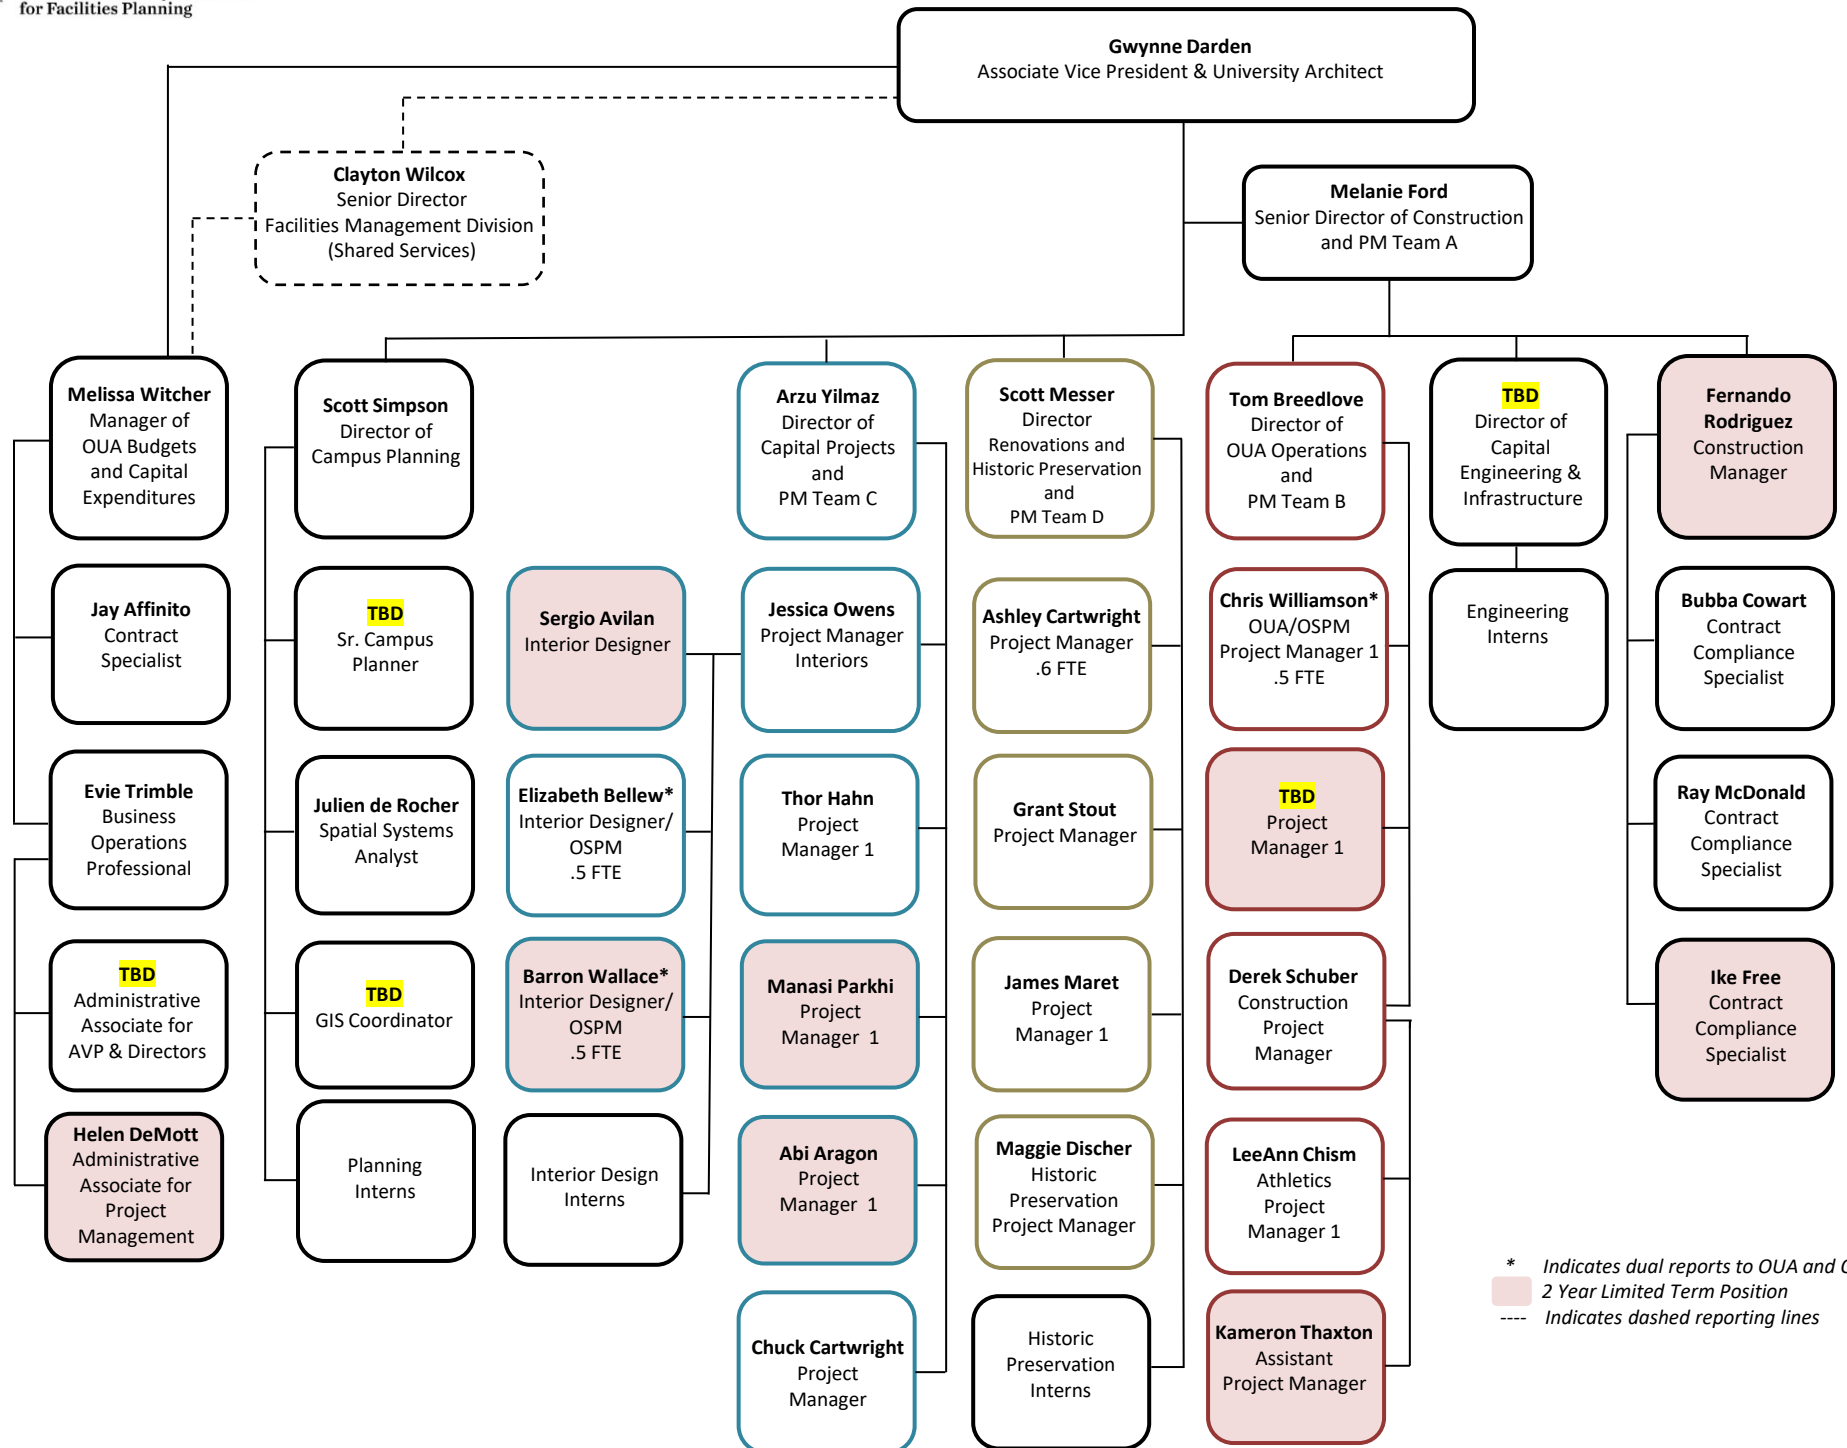 for Facilities Planning
Gwynne Darden
Associate Vice President & University Architect
Clayton Wilcox
Senior Director
Facilities Management Division
(Shared Services)
Melanie Ford
Senior Director of Construction
and PM Team A
Melissa Witcher
Manager of
OUA Budgets
and Capital
Expenditures
Scott Simpson
Director of
Campus Planning
Arzu Yilmaz
Director of
Capital Projects
and
PM Team C
Scott Messer
Director
Renovations and
Historic Preservation
and
PM Team D
Tom Breedlove
Director of
OUA Operations
and
PM Team B
TBD
Director of
Capital
Engineering &
Infrastructure
Fernando
Rodriguez
Construction
Manager
Jay Affinito
Contract
Specialist
TBD
Sr. Campus
Planner
Sergio Avilan
Interior Designer
Jessica Owens
Project Manager
Interiors
Ashley Cartwright
Project Manager
.6 FTE
Chris Williamson*
OUA/OSPM
Project Manager 1
.5 FTE
Engineering
Interns
Bubba Cowart
Contract
Compliance
Specialist
Evie Trimble
Business
Operations
Professional
Julien de Rocher
Spatial Systems
Analyst
Elizabeth Bellew*
Interior Designer/
OSPM
.5 FTE
Thor Hahn
Project
Manager 1
Grant Stout
Project Manager
TBD
Project
Manager 1
Ray McDonald
Contract
Compliance
Specialist
TBD
Administrative
Associate for
AVP & Directors
TBD
GIS Coordinator
Barron Wallace*
Interior Designer/
OSPM
.5 FTE
Manasi Parkhi
Project
Manager 1
James Maret
Project
Manager 1
Derek Schuber
Construction
Project
Manager
Ike Free
Contract
Compliance
Specialist
Helen DeMott
Administrative
Associate for
Project
Management
Planning
Interns
Interior Design
Interns
Abi Aragon
Project
Manager 1
Maggie Discher
Historic
Preservation
Project Manager
LeeAnn Chism
Athletics
Project
Manager 1
Chuck Cartwright
Project
Manager
Historic
Preservation
Interns
Kameron Thaxton
Assistant
Project Manager
* Indicates dual reports to OUA and
2 Year Limited Term Position
---- Indicates dashed reporting lines